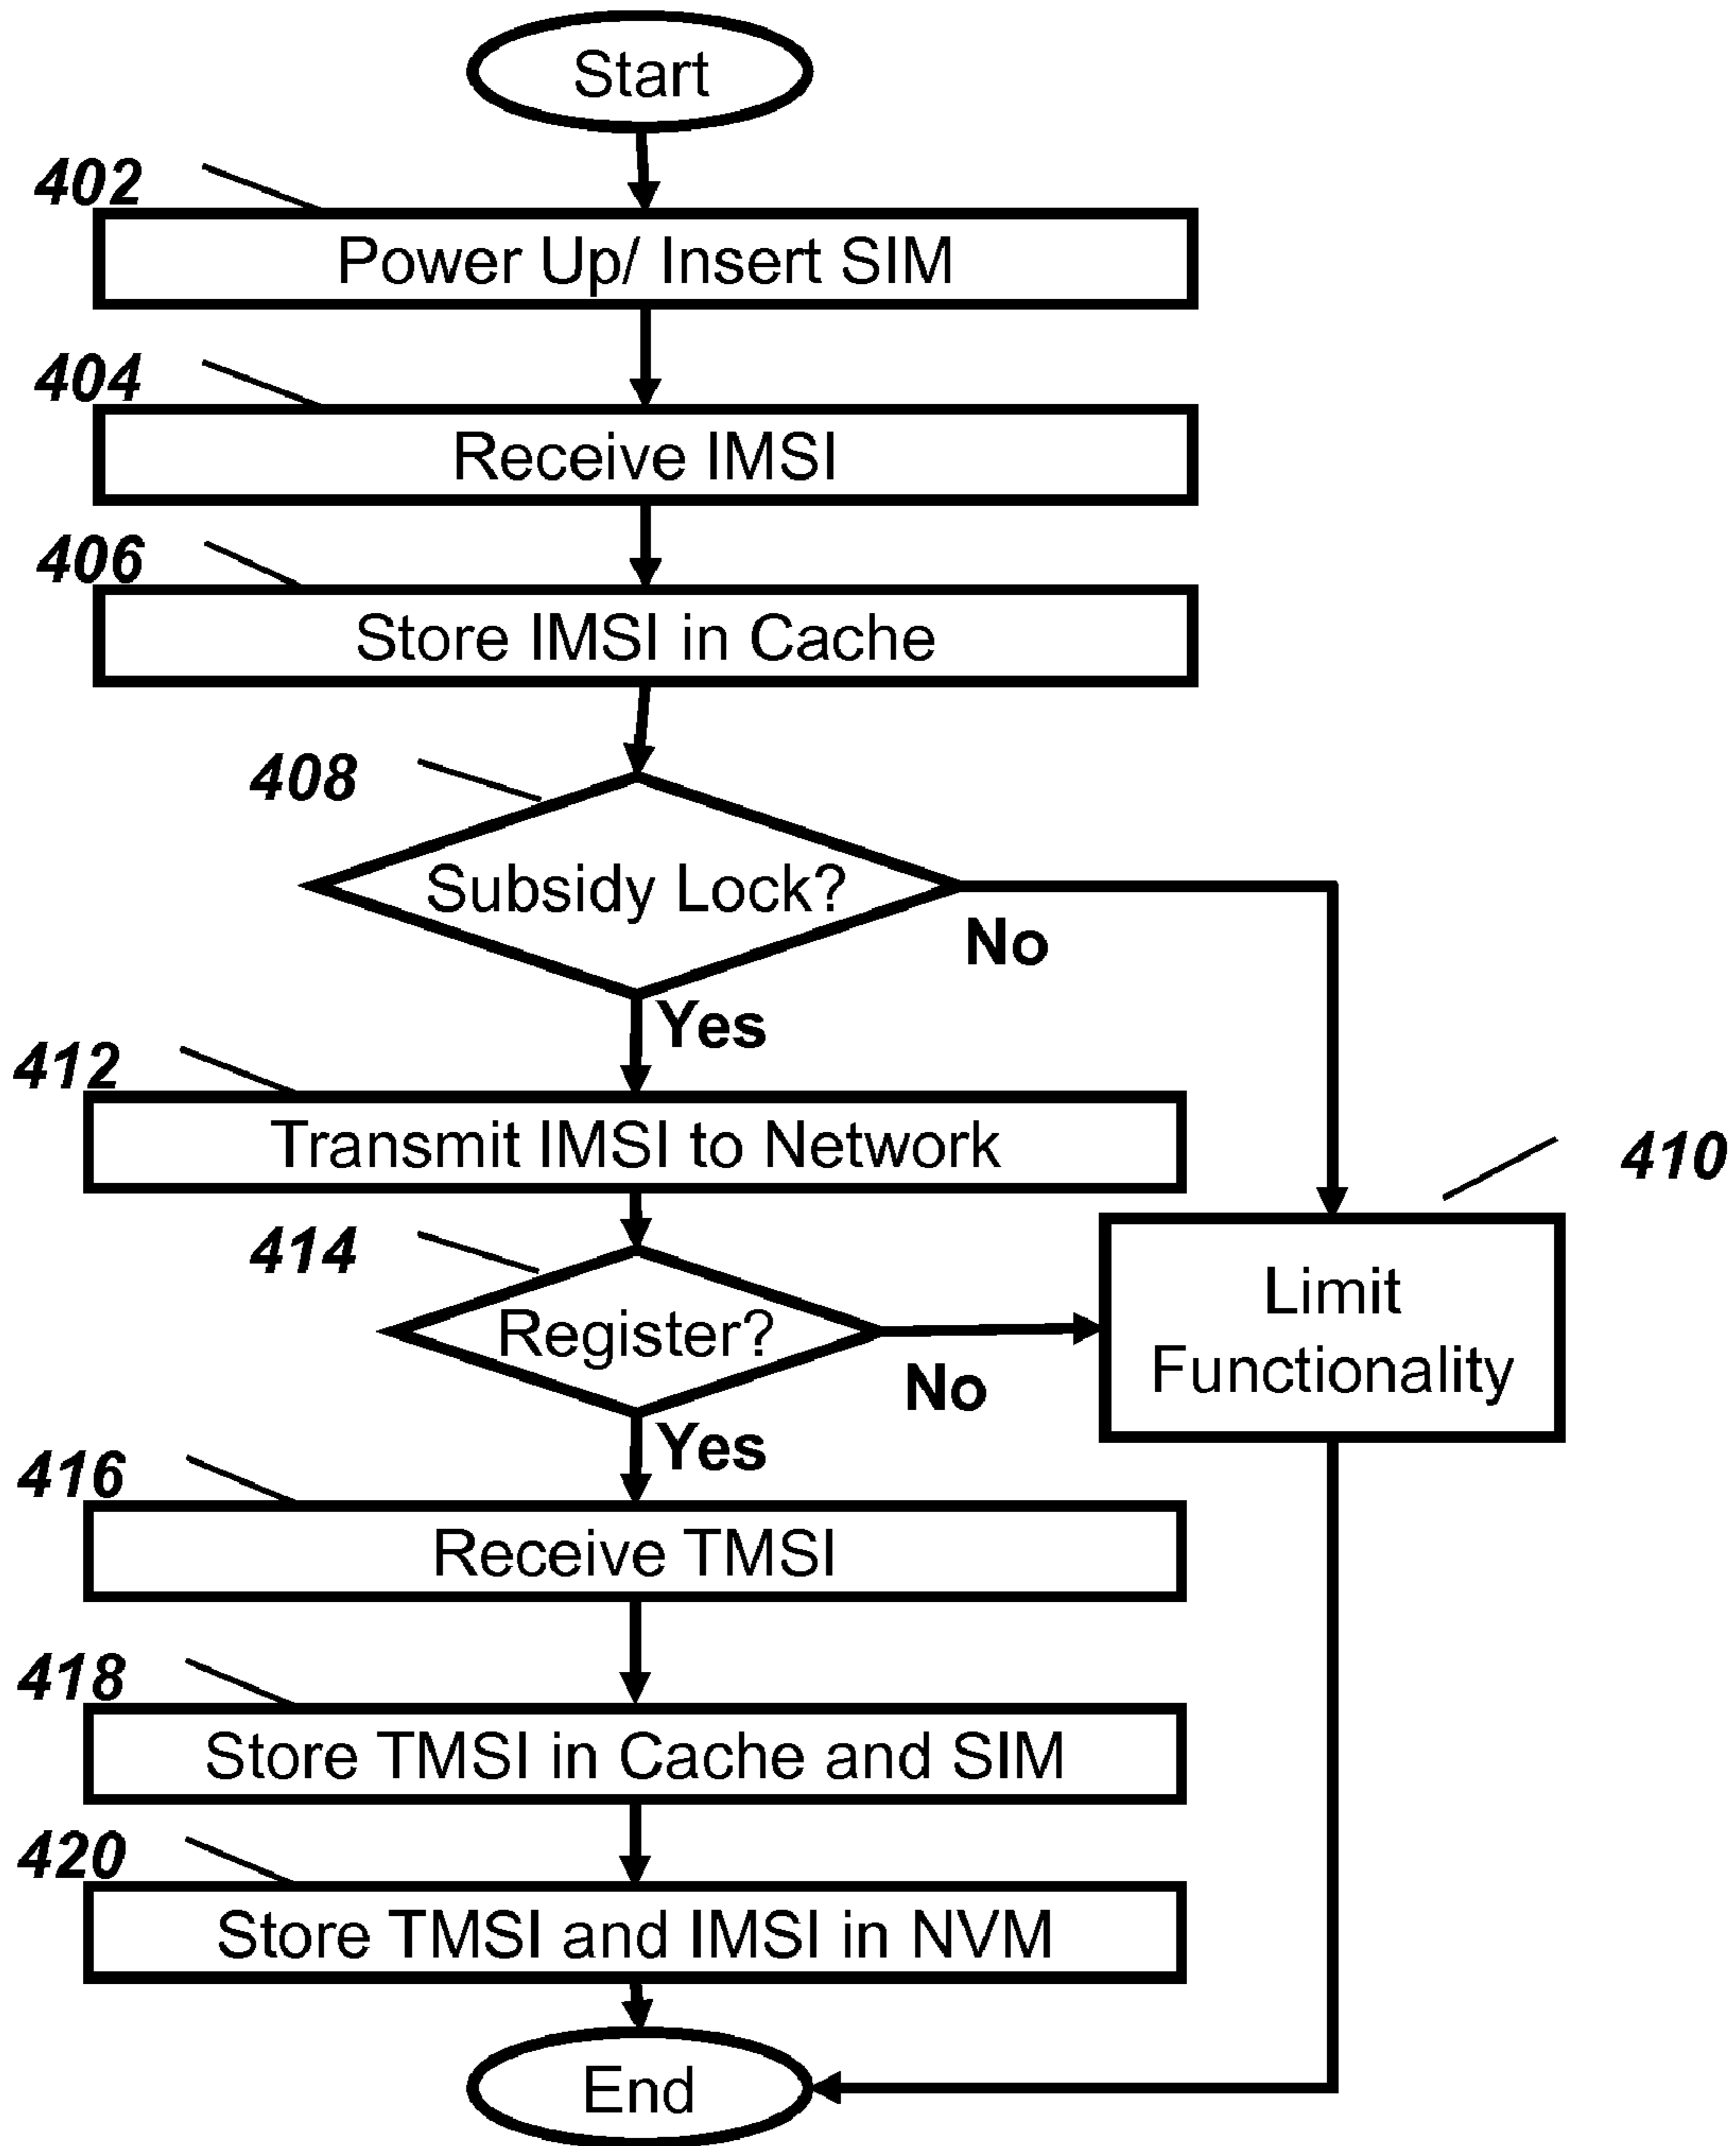 Start
402
Power Up/ Insert SIM
404
Receive IMSI
406
Store IMSI in Cache
408
Subsidy Lock?
No
Yes
412
Transmit IMSI to Network
410
414
Register?
Limit
Functionality
No
Yes
416
Receive TMSI
418
Store TMSI in Cache and SIM
420
Store TMSI and IMSI in NVM
End